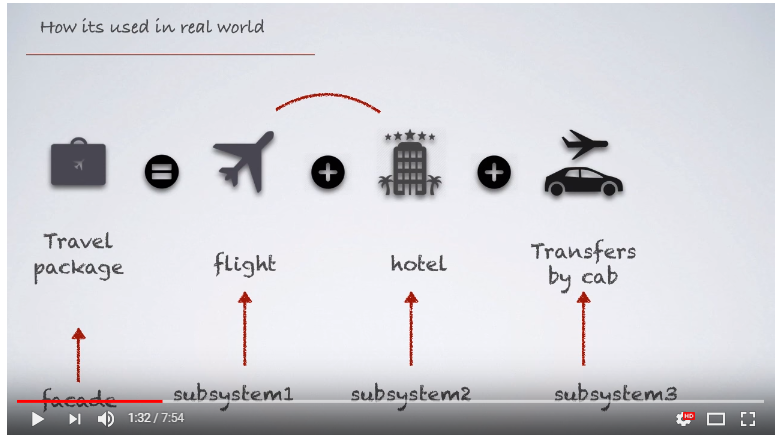 How its used in real world
Travel
package
flight
hotel
Transfers
by cab
facade
subsystem1
subsystem2
subsystem3
1:32 / 7:54
HD